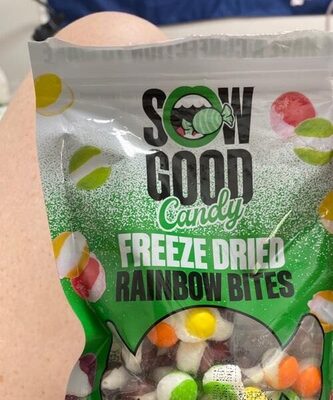 SOW
GOOD
Candy
FREEZE DRIED
RAINBOW BITES